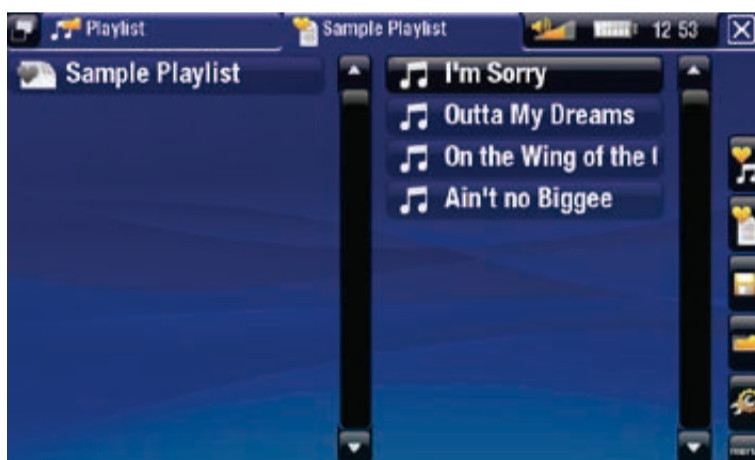 Playlist
Sample Playlist
12 53
Sample Playlist
I'm Sorry
Outta My Dreams
On the Wing of the
Ain't no Biggee